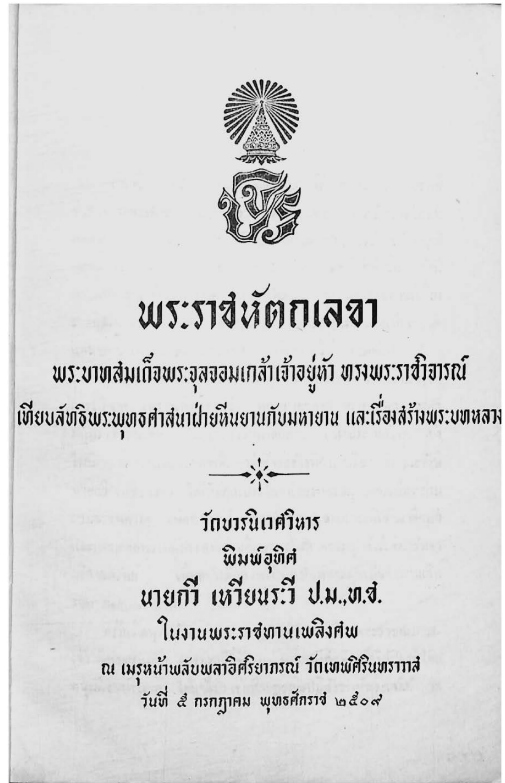 พระราชหัตถเลขา
พระบาทสมเด็จพระจุลจอมเกล้าเจ้าอยู่หัว ทรงพระราชวิจารณ์
เทียบลัทธิพระพุทธศาสนาฝ่ายหีนยานกับมหายาน และเรื่องสร้างพระบทหลวง
วัดบวรนิเวศวิหาร
พิมพ์อุทิศ
นายกวี เหวียนระวี ป.ม.,ท.ช.
ในงานพระราชทานเพลิงศพ
ณ เมรุหน้าพลับพลาอิศริยาภรณ์ วัดเทพศิรินทราวาส
วันที่ ๕ กรกฎาคม พุทธศักราช ๒๕๐๙